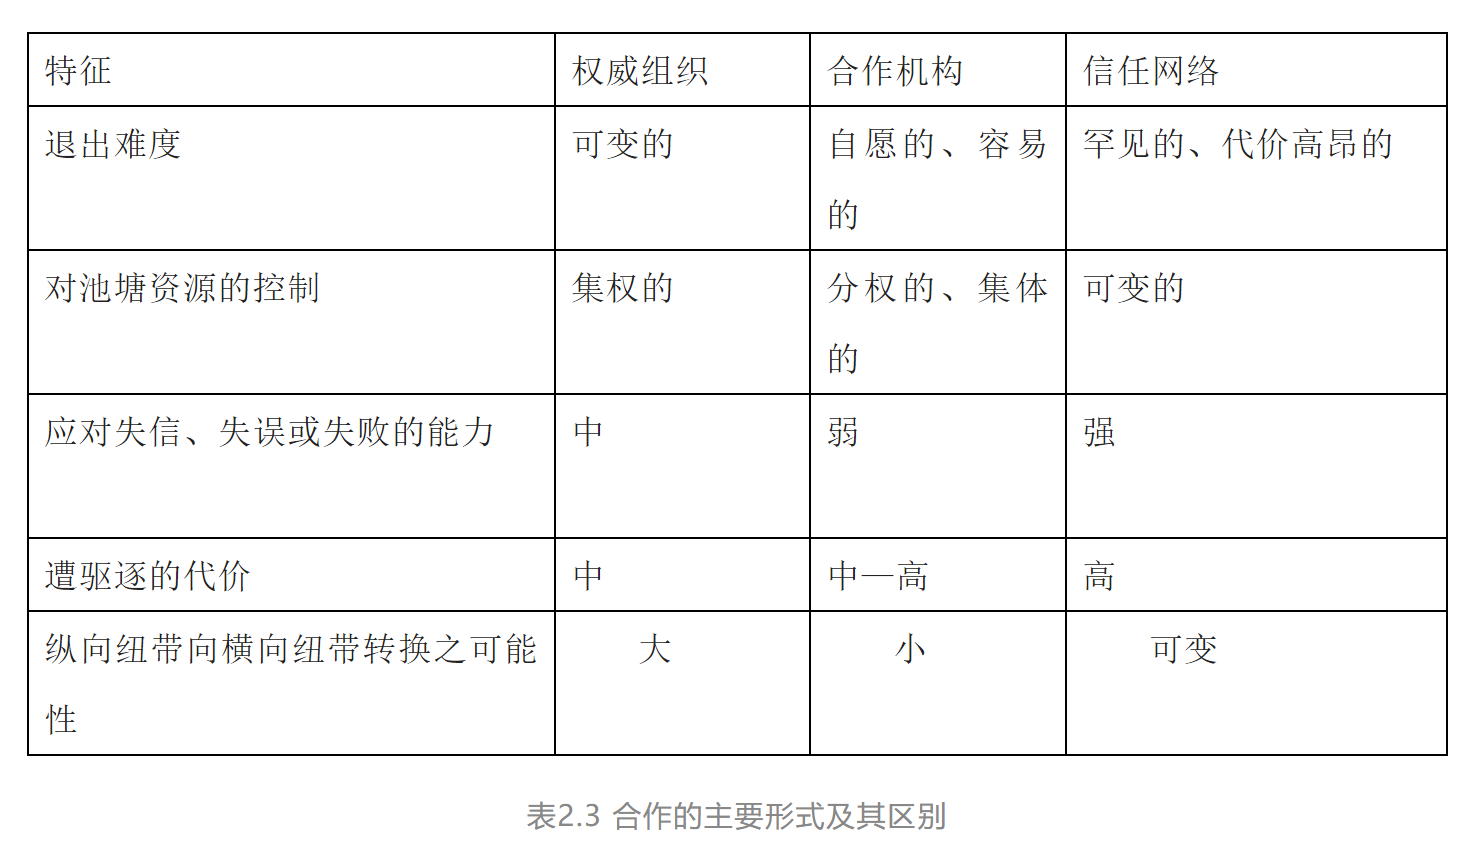 特征 权威组织 合作机构 信任网络
退出难度 可变的 自愿的、容易的 罕见的、代价高昂的
对池塘资源的控制 集权的 分权的、集体的 可变的
应对失信、失误或失败的能力 中 弱 强
遭驱逐的代价 中 中—高 高
纵向纽带向横向纽带转换之可能性 大 小 可变
表2.3 合作的主要形式及其区别